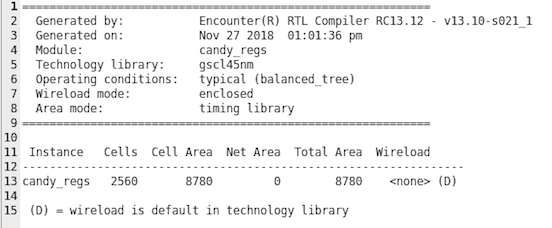 1 ============================================================
2   Generated by:           Encounter(R) RTL Compiler RC13.12 - v13.10-s021_1
3   Generated on:           Nov 27 2018  01:01:36 pm
4   Module:                 candy_regs
5   Technology library:     gscl45nm
6   Operating conditions:   typical (balanced_tree)
7   Wireload mode:          enclosed
8   Area mode:              timing library
9 ============================================================
10
11  Instance   Cells  Cell Area  Net Area  Total Area  Wireload
12 -----------------------------------------------------------------
13 candy_regs   2560       8780         0        8780    <none> (D)
14
15  (D) = wireload is default in technology library